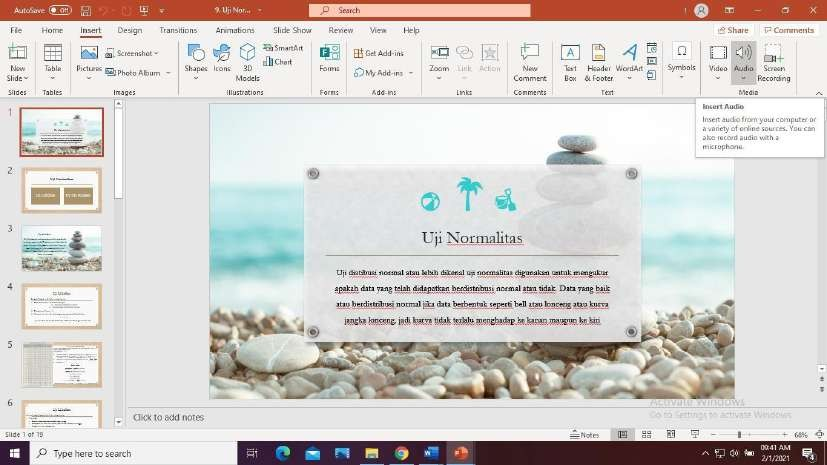 AutoSave Off 9. Uji Nor... Search
File Home Insert Draw Design Transitions Animations Slide Show Review View Help Share Comments
New Slide Table Pictures Screenshot Photo Album Shapes Icons 3D Models SmartArt Chart Forms Get Add-ins My Add-ins Zoom Link Action New Comment Text Box Header & Footer WordArt Symbols Video Audio Screen Recording
Slides Tables Images Illustrations Forms Add-ins Links Comments Text Media
Insert Audio
Insert audio from your computer or
a variety of online sources. You can
also record audio with a
microphone.
1
2
3
4
5
6
Uji Normalitas
Uji distibusi normal atau lebih dikenal uji normalitas digunakan untuk mengukur
apakah data yang telah didapatkan berdistribusi normal atau tidak. Data yang baik
atau berdistribusi normal jika data berbentuk seperti bell atau lonceng atau kurva
jangka lonceng, jadi kurva tidak terlalu menghadap ke kanan maupun ke kiri
Activate Windows
Go to Settings to activate Windows.
Click to add notes
Slide 1 of 19 Notes 68%
Type here to search 09:41 AM
2/1/2021